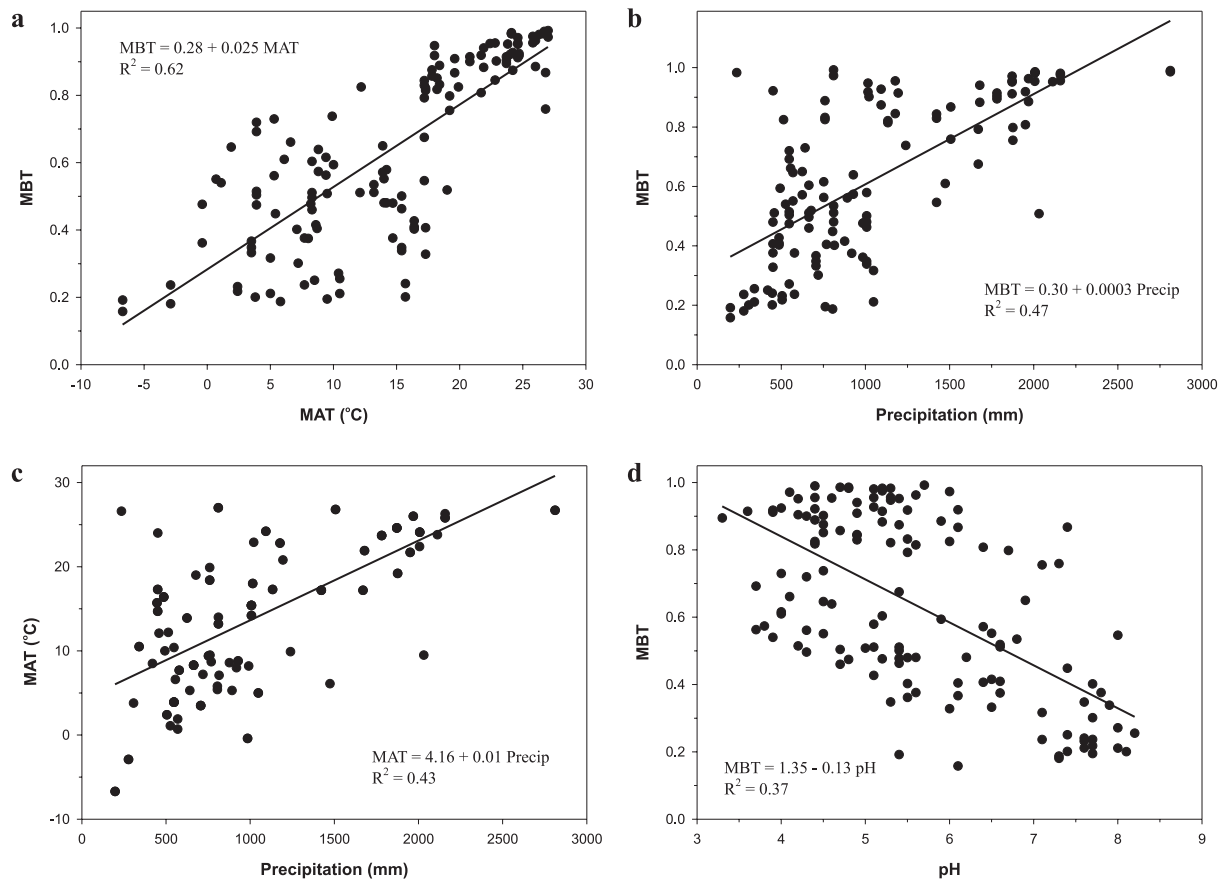 a
MBT = 0.28 + 0.025 MAT
R² = 0.62
MBT
1.0
0.8
0.6
0.4
0.2
0.0
-10 -5 0 5 10 15 20 25 30
MAT (°C)
b
MBT
1.0
0.8
0.6
0.4
0.2
0.0
MBT = 0.30 + 0.0003 Precip
R² = 0.47
0 500 1000 1500 2000 2500 3000
Precipitation (mm)
c
MAT (°C)
30
20
10
0
-10
MAT = 4.16 + 0.01 Precip
R² = 0.43
0 500 1000 1500 2000 2500 3000
Precipitation (mm)
d
MBT
1.0
0.8
0.6
0.4
0.2
0.0
MBT = 1.35 - 0.13 pH
R² = 0.37
3 4 5 6 7 8 9
pH